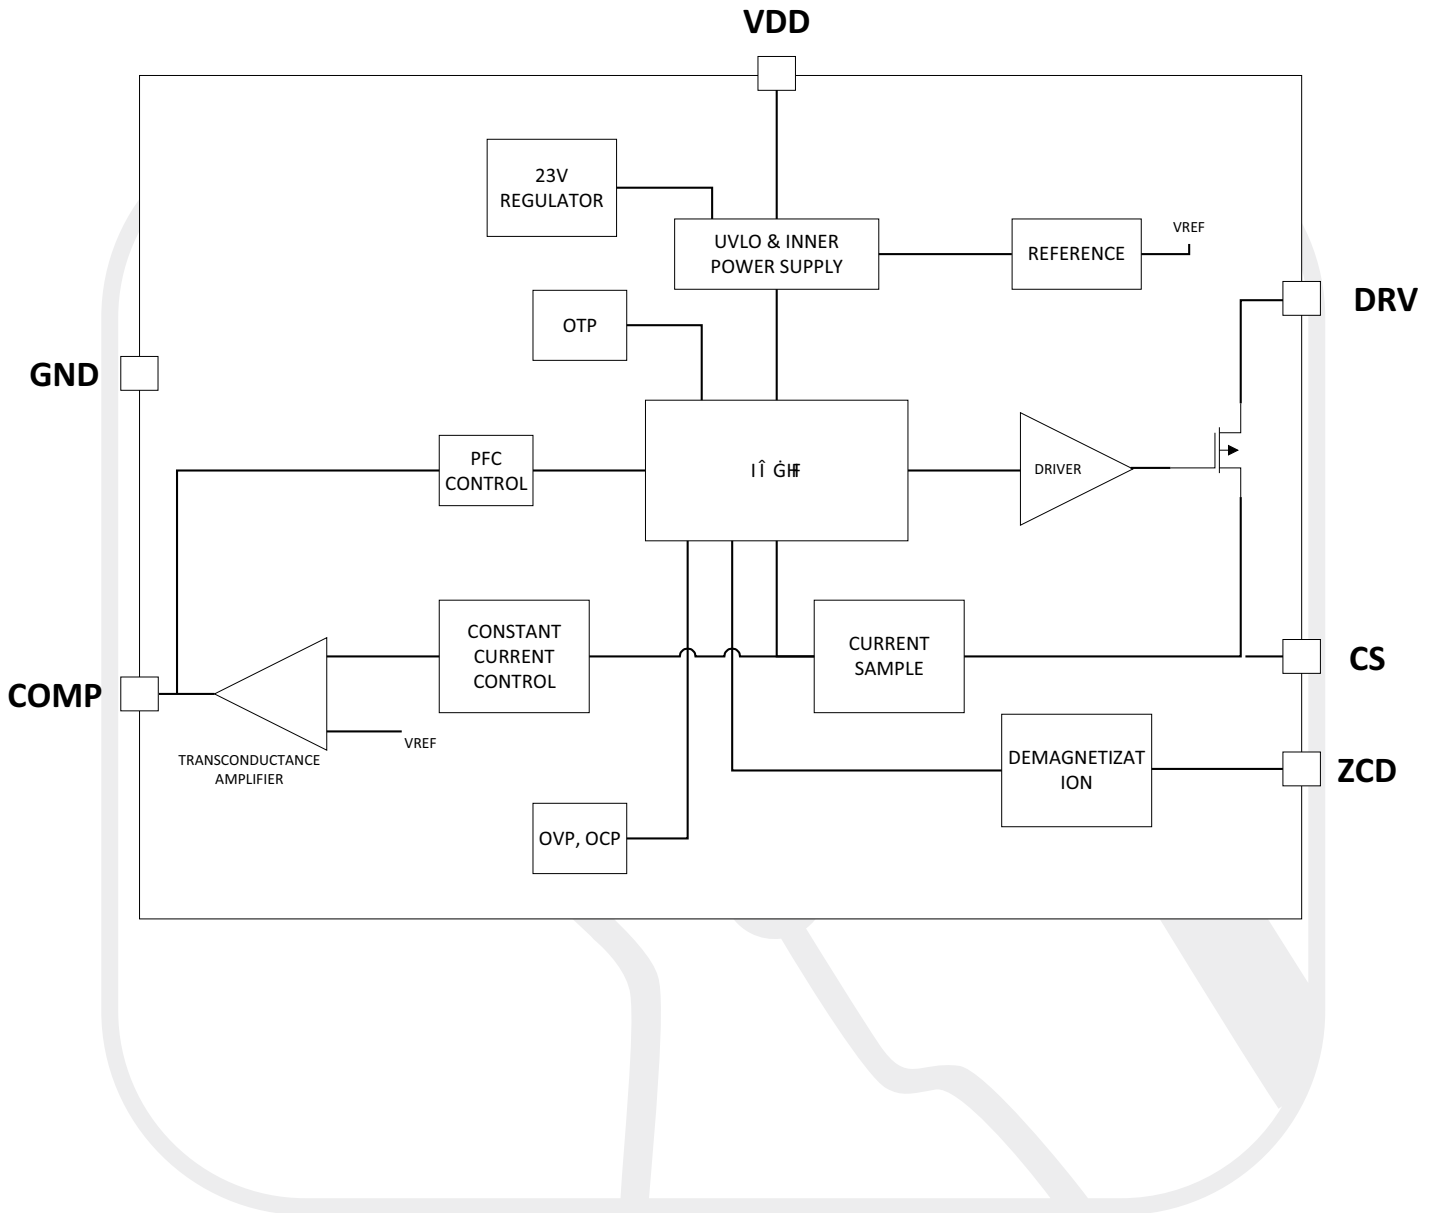 VDD
23V
REGULATOR
UVLO & INNER
POWER SUPPLY
REFERENCE
VREF
DRV
OTP
GND
PFC
CONTROL
DRIVER
CONSTANT
CURRENT
CONTROL
CURRENT
SAMPLE
CS
COMP
VREF
TRANSCONDUCTANCE
AMPLIFIER
DEMAGNETIZAT
ION
ZCD
OVP, OCP